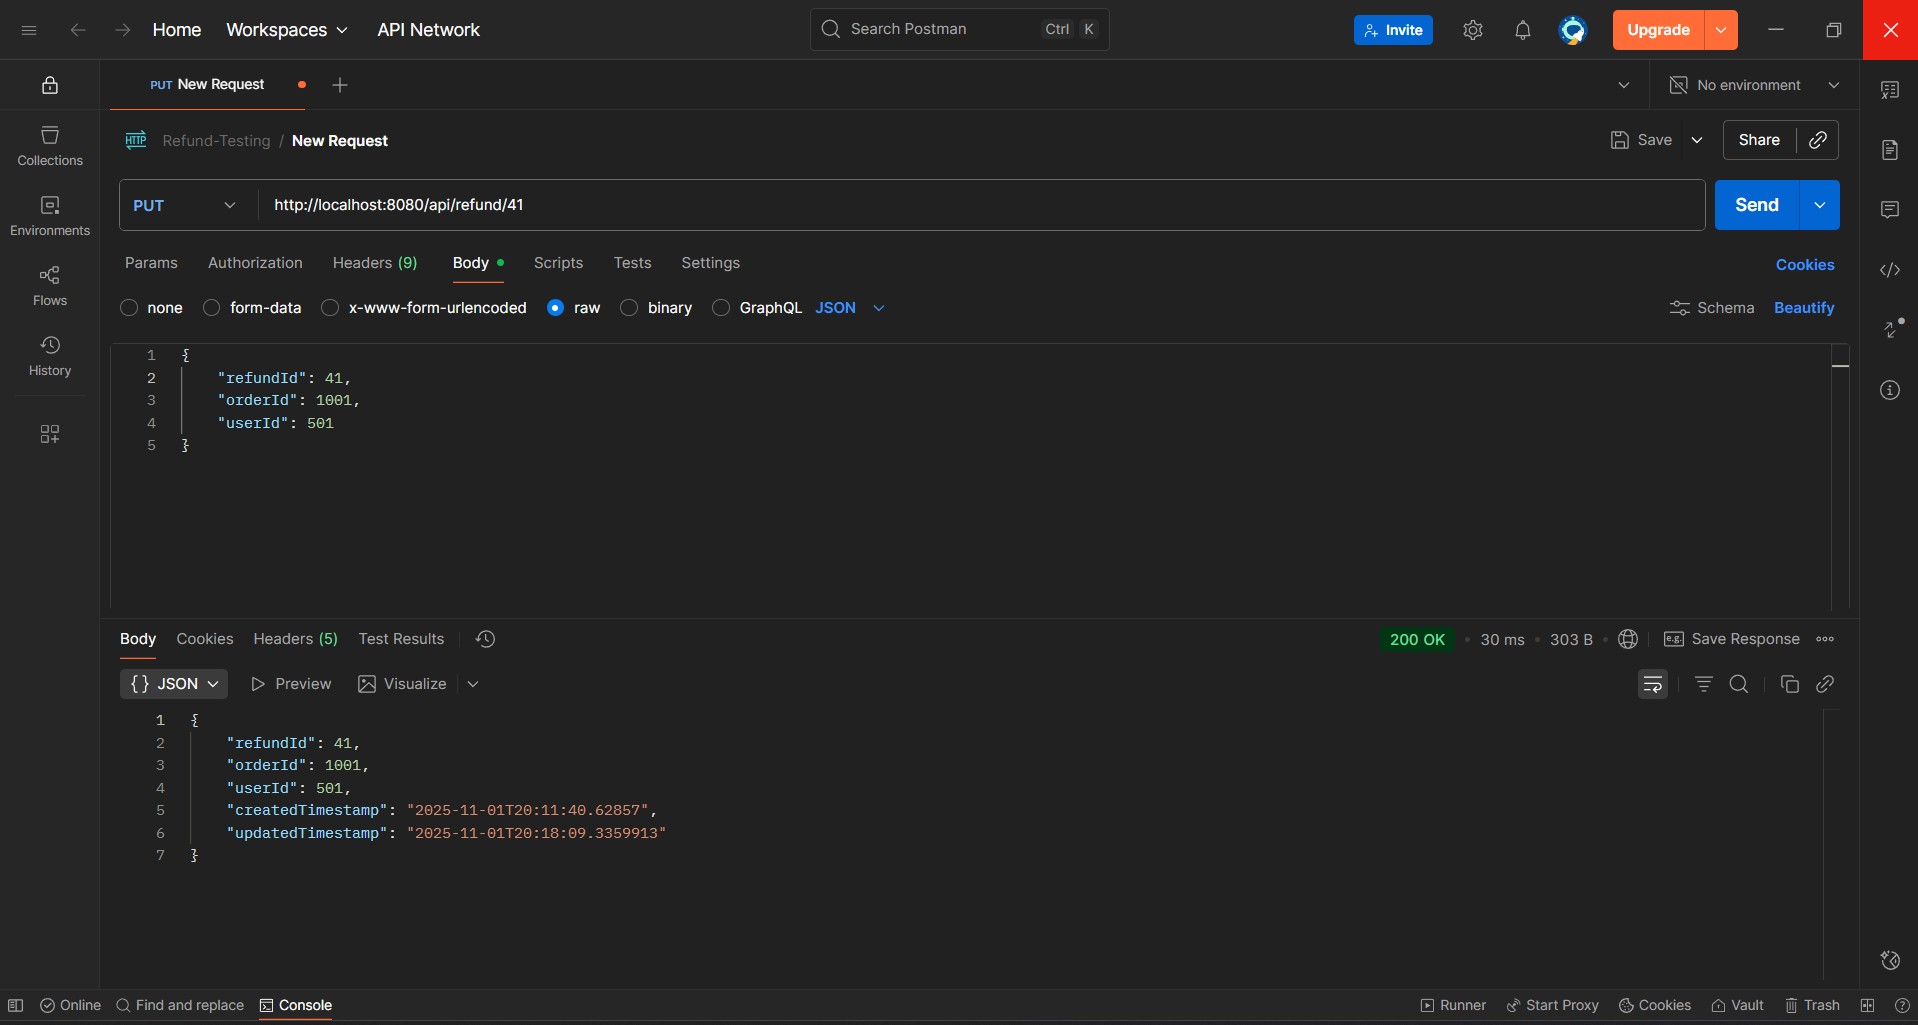 Home Workspaces API Network Search Postman Ctrl K Invite Upgrade
PUT New Request No environment
HTTP Refund-Testing / New Request Save Share
Collections
Environments
Flows
History
PUT http://localhost:8080/api/refund/41 Send
Params Authorization Headers (9) Body Scripts Tests Settings Cookies
none form-data x-www-form-urlencoded raw binary GraphQL JSON Schema Beautify
1 {
2 "refundId": 41,
3 "orderId": 1001,
4 "userId": 501
5 }
Body Cookies Headers (5) Test Results 200 OK • 30 ms • 303 B e.g. Save Response
{} JSON Preview Visualize
1 {
2 "refundId": 41,
3 "orderId": 1001,
4 "userId": 501,
5 "createdTimestamp": "2025-11-01T20:11:40.62857",
6 "updatedTimestamp": "2025-11-01T20:18:09.3359913"
7 }
Online Find and replace Console Runner Start Proxy Cookies Vault Trash